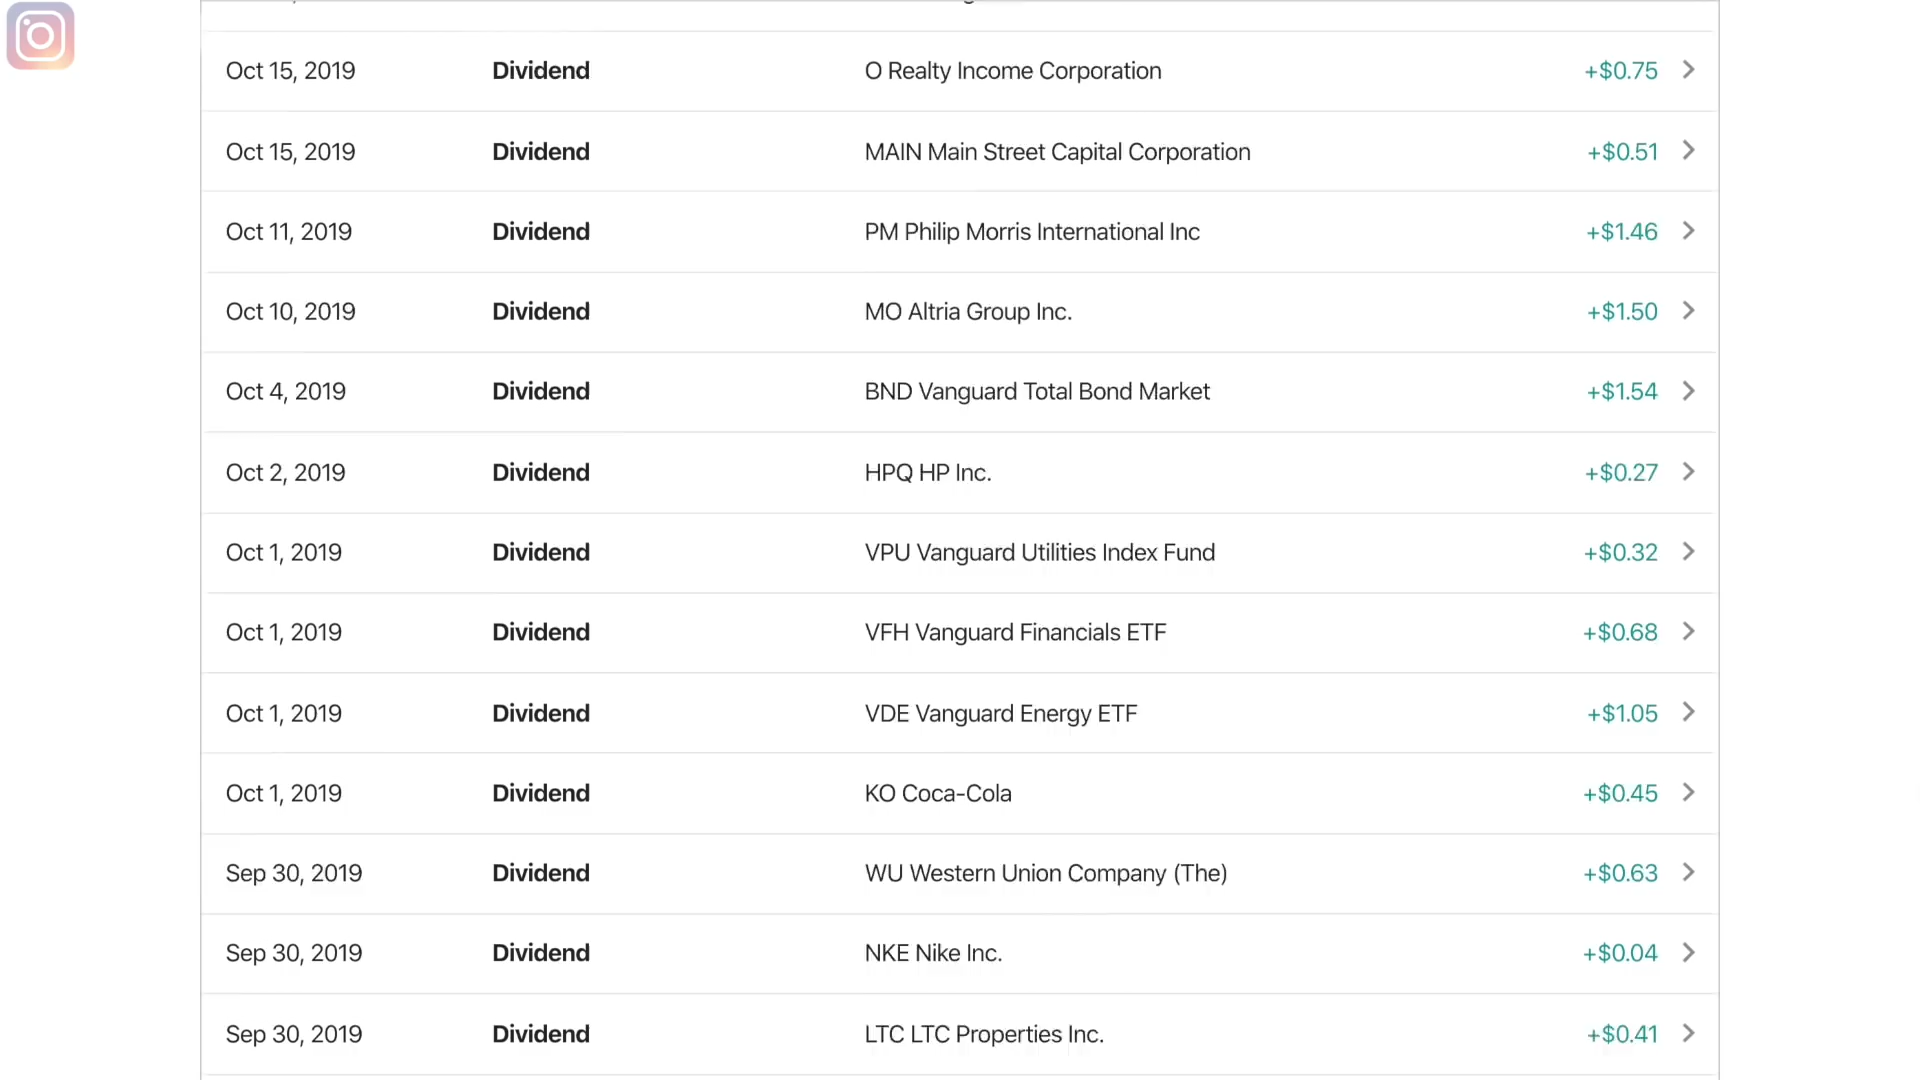 Oct 15, 2019 Dividend O Realty Income Corporation +$0.75
Oct 15, 2019 Dividend MAIN Main Street Capital Corporation +$0.51
Oct 11, 2019 Dividend PM Philip Morris International Inc +$1.46
Oct 10, 2019 Dividend MO Altria Group Inc. +$1.50
Oct 4, 2019 Dividend BND Vanguard Total Bond Market +$1.54
Oct 2, 2019 Dividend HPQ HP Inc. +$0.27
Oct 1, 2019 Dividend VPU Vanguard Utilities Index Fund +$0.32
Oct 1, 2019 Dividend VFH Vanguard Financials ETF +$0.68
Oct 1, 2019 Dividend VDE Vanguard Energy ETF +$1.05
Oct 1, 2019 Dividend KO Coca-Cola +$0.45
Sep 30, 2019 Dividend WU Western Union Company (The) +$0.63
Sep 30, 2019 Dividend NKE Nike Inc. +$0.04
Sep 30, 2019 Dividend LTC LTC Properties Inc. +$0.41